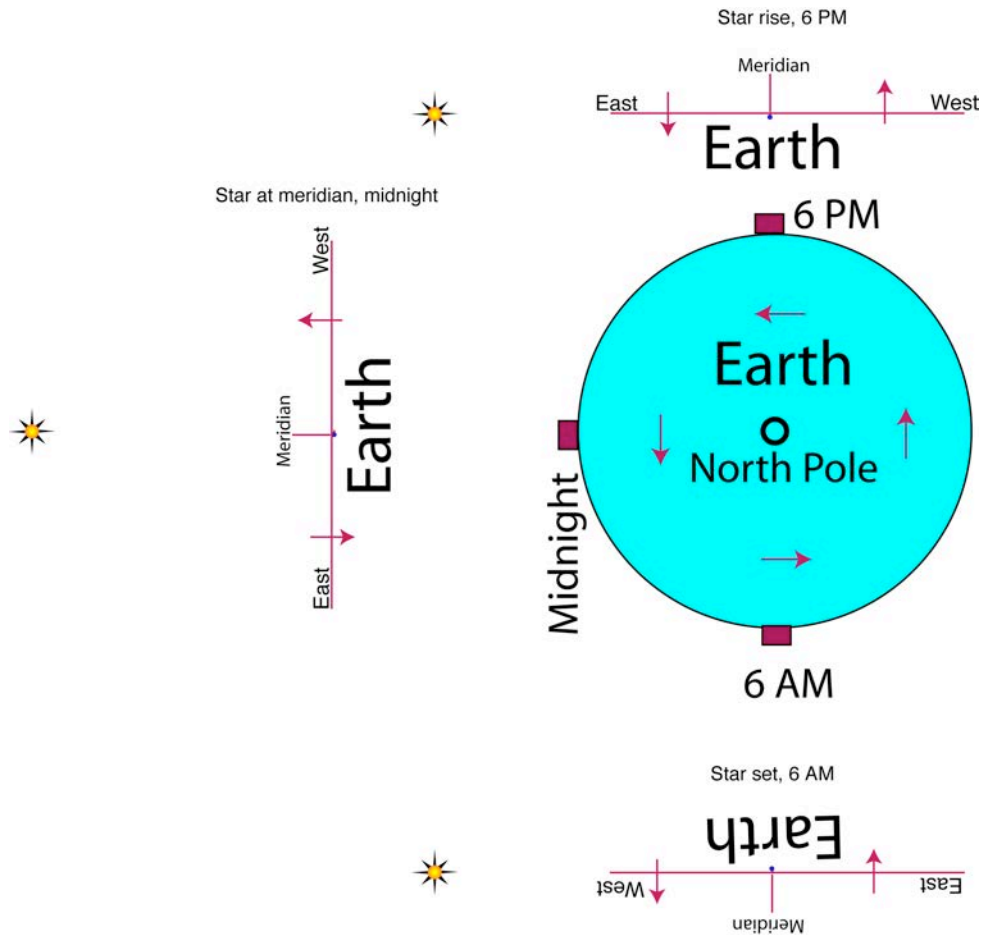 Star rise, 6 PM
Meridian
East
West
Earth
Star at meridian, midnight
6 PM
West
Meridian
Earth
East
Earth
North Pole
Midnight
6 AM
Star set, 6 AM
Earth
West
East
Meridian